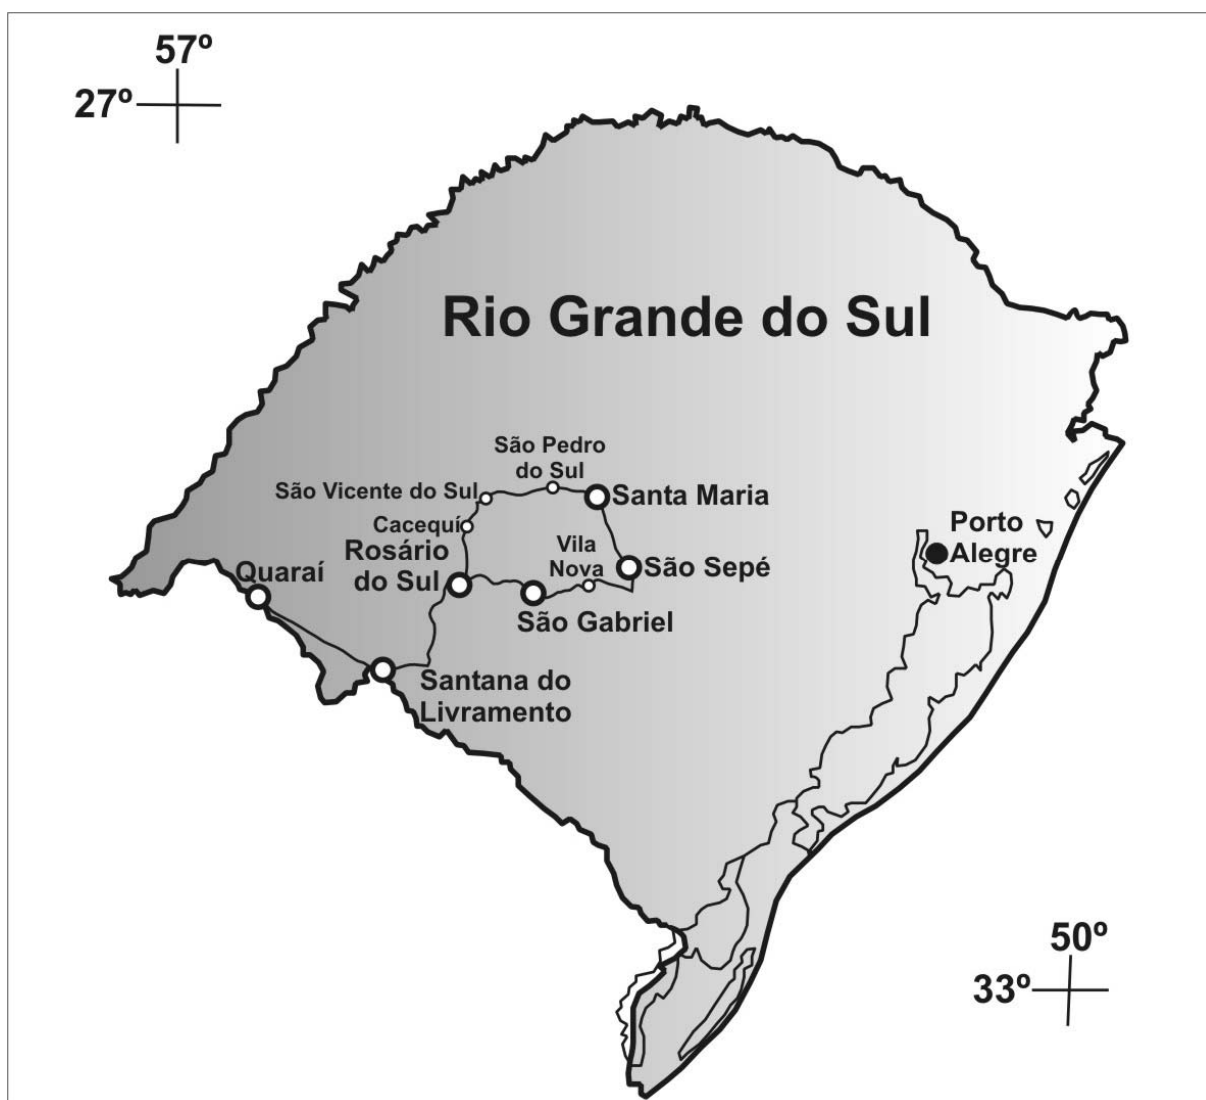 57º
27º
Rio Grande do Sul
São Pedro
do Sul
São Vicente do Sul
Santa Maria
Cacequí
Rosário
do Sul
Vila
Nova
São Sepé
Porto
Alegre
Quaraí
São Gabriel
Santana do
Livramento
50º
33º